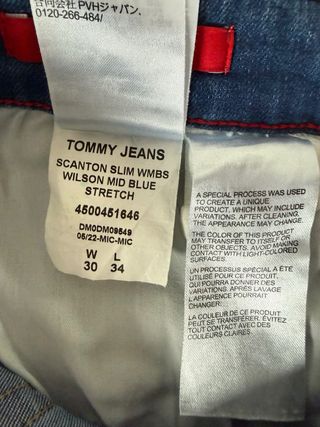 合同会社PVHジャパン.
0120-266-484/
TOMMY JEANS
SCANTON SLIM WMBS
WILSON MID BLUE
STRETCH
4500451646
DM0DM09549
05/22-MIC-MIC
W L
30 34
A SPECIAL PROCESS WAS USED
TO CREATE A UNIQUE
PRODUCT, WHICH MAY INCLUDE
VARIATIONS. AFTER CLEANING,
THE APPEARANCE MAY CHANGE.
THE COLOR OF THIS PRODUCT
MAY TRANSFER TO ITSELF OR
OTHER OBJECTS. AVOID MAKING
CONTACT WITH LIGHT-COLORED
SURFACES.
UN PROCESSUS SPÉCIAL A ÉTÉ
UTILISÉ POUR CE PRODUIT,
QUI POURRA DONNER DES
VARIATIONS. APRÈS LAVAGE
L'APPARENCE POURRAIT
CHANGER.
LA COULEUR DE CE PRODUIT
PEUT SE TRANSFÉRER. ÉVITEZ
TOUT CONTACT AVEC DES
COULEURS CLAIRES.